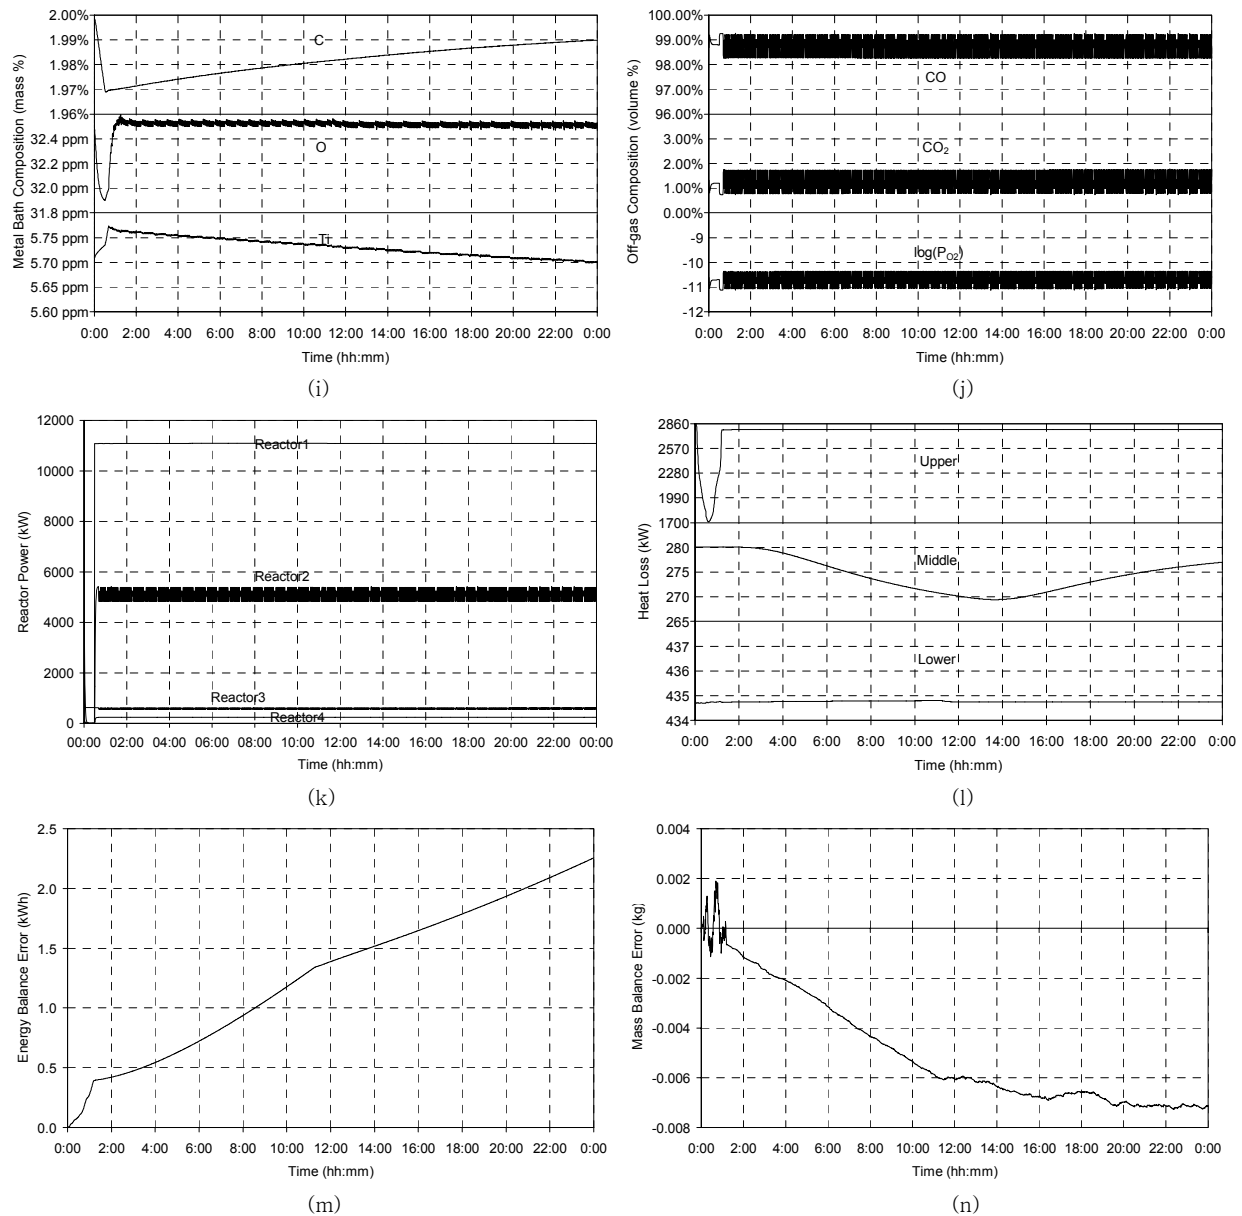 Metal Bath Composition (mass %)
2.00%
1.99%
1.98%
1.97%
1.96%
32.4 ppm
32.2 ppm
32.0 ppm
31.8 ppm
5.75 ppm
5.70 ppm
5.65 ppm
5.60 ppm
C
O
Ti
0:00 2:00 4:00 6:00 8:00 10:00 12:00 14:00 16:00 18:00 20:00 22:00 0:00
Time (hh:mm)
(i)
Off-gas Composition (volume %)
100.00%
99.00%
98.00%
97.00%
96.00%
3.00%
2.00%
1.00%
0.00%
-9
-10
-11
-12
CO
CO2
log(PO2)
0:00 2:00 4:00 6:00 8:00 10:00 12:00 14:00 16:00 18:00 20:00 22:00 0:00
Time (hh:mm)
(j)
Reactor Power (kW)
12000
10000
8000
6000
4000
2000
0
Reactor1
Reactor2
Reactor3
Reactor4
00:00 02:00 04:00 06:00 08:00 10:00 12:00 14:00 16:00 18:00 20:00 22:00 00:00
Time (hh:mm)
(k)
Heat Loss (kW)
2860
2570
2280
1990
1700
280
275
270
265
437
436
435
434
Upper
Middle
Lower
0:00 2:00 4:00 6:00 8:00 10:00 12:00 14:00 16:00 18:00 20:00 22:00 0:00
Time (hh:mm)
(l)
Energy Balance Error (kWh)
2.5
2.0
1.5
1.0
0.5
0.0
0:00 2:00 4:00 6:00 8:00 10:00 12:00 14:00 16:00 18:00 20:00 22:00 0:00
Time (hh:mm)
(m)
Mass Balance Error (kg)
0.004
0.002
0.000
-0.002
-0.004
-0.006
-0.008
0:00 2:00 4:00 6:00 8:00 10:00 12:00 14:00 16:00 18:00 20:00 22:00 0:00
Time (hh:mm)
(n)